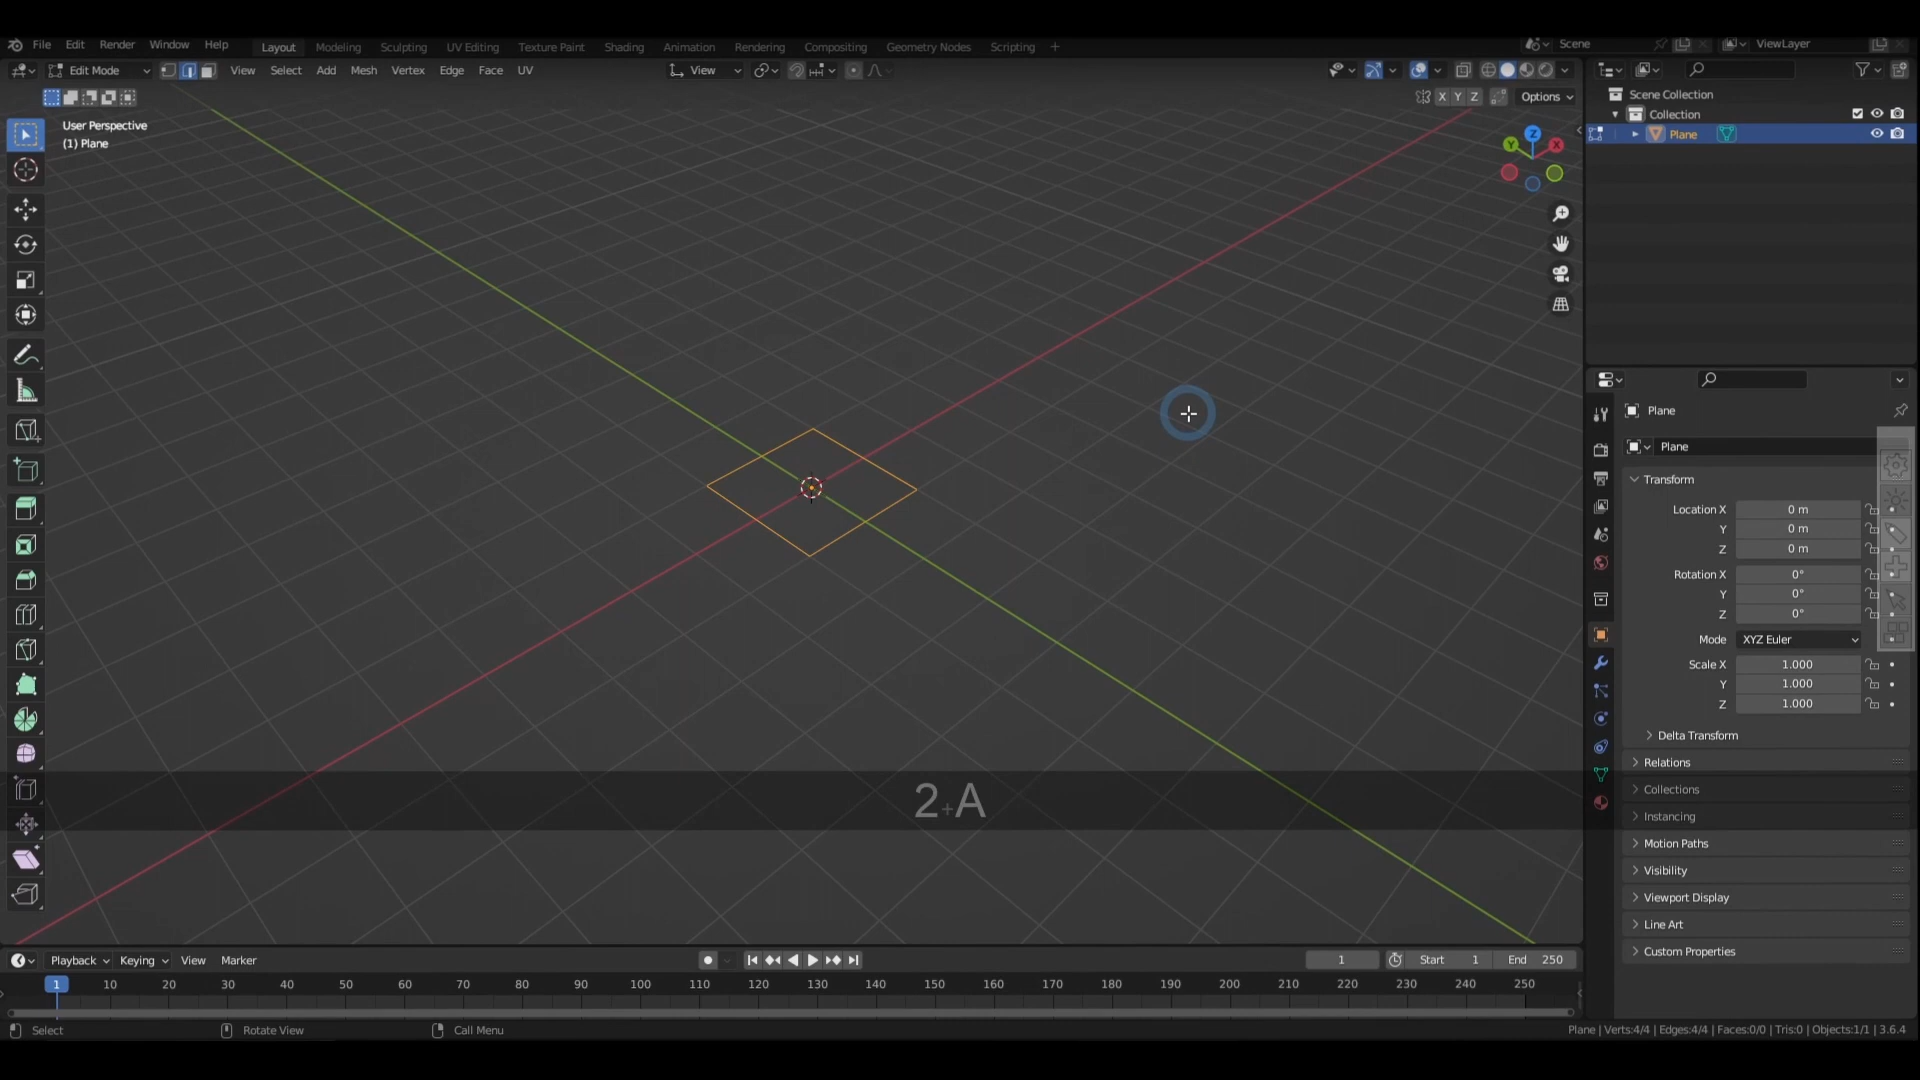 File Edit Render Window Help Layout Modeling Sculpting UV Editing Texture Paint Shading Animation Rendering Compositing Geometry Nodes Scripting + Scene ViewLayer
Edit Mode View Select Add Mesh Vertex Edge Face UV View
X Y Z Options
User Perspective
(1) Plane
Z
Y X
Scene Collection
Collection
Plane
Plane
Plane
Transform
Location X 0 m
Y 0 m
Z 0 m
Rotation X 0°
Y 0°
Z 0°
Mode XYZ Euler
Scale X 1.000
Y 1.000
Z 1.000
Delta Transform
Relations
Collections
Instancing
Motion Paths
Visibility
Viewport Display
Line Art
Custom Properties
2+A
Playback Keying View Marker 1 Start 1 End 250
1 10 20 30 40 50 60 70 80 90 100 110 120 130 140 150 160 170 180 190 200 210 220 230 240 250
Select Rotate View Call Menu Plane | Verts:4/4 | Edges:4/4 | Faces:0/0 | Tris:0 | Objects:1/1 | 3.6.4